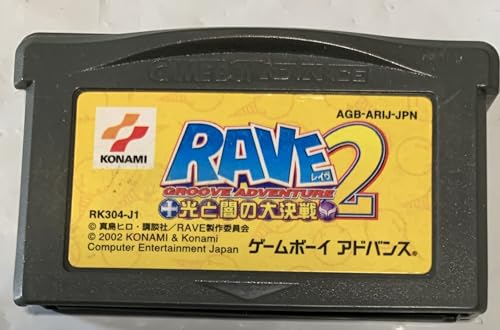 GAME BOY ADVANCE
AGB-ARIJ-JPN
KONAMI
RAVE2
レイヴ
GROOVE ADVENTURE
光と闇の大決戦
RK304-J1
© 真島ヒロ・講談社／RAVE製作委員会
© 2002 KONAMI & Konami
Computer Entertainment Japan
ゲームボーイ アドバンス®